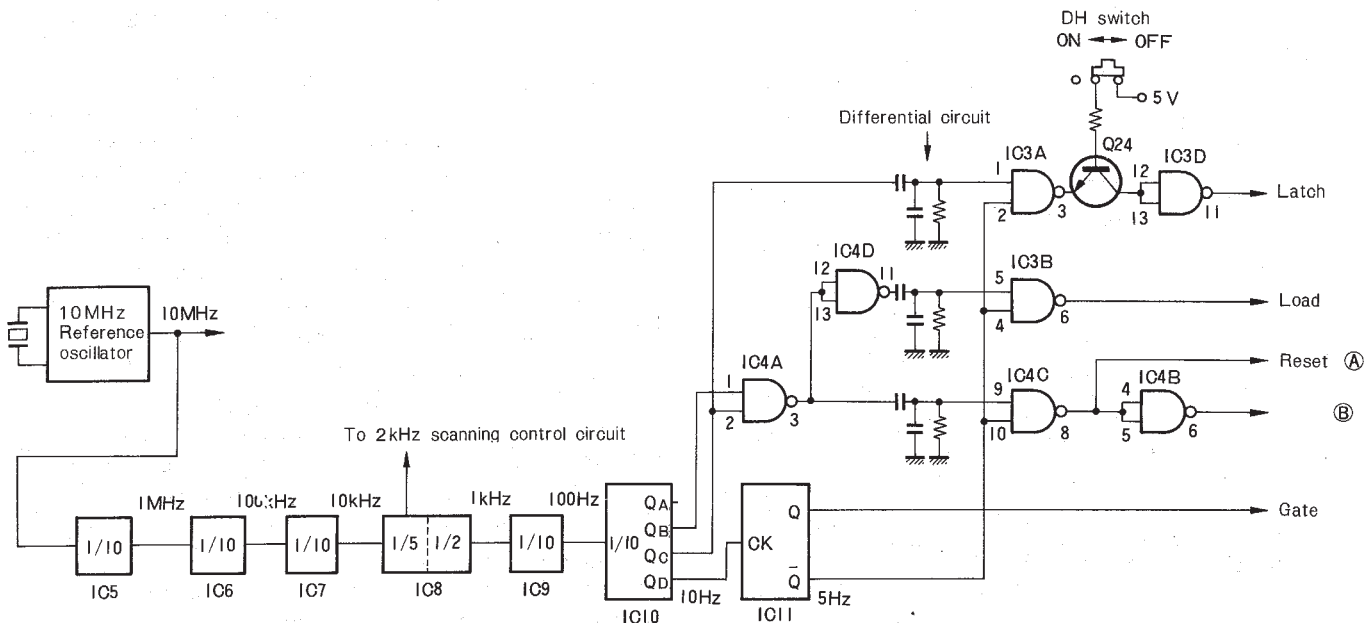 DH switch
ON ↔ OFF
5 V
Differential circuit
Q24
IC3A
1
2
3
IC3D
12
13
11
Latch
IC4D
12
13
11
IC3B
5
4
6
Load
10MHz
Reference
oscillator
10MHz
IC4A
1
2
3
IC4C
9
10
8
IC4B
4
5
6
Reset Ⓐ
Ⓑ
To 2kHz scanning control circuit
1MHz
100kHz
10kHz
1kHz
100Hz
1/10
1/10
1/10
1/5
1/2
1/10
1/10
QA
QB
QC
QD
CK
Q
Q̅
Gate
10Hz
5Hz
IC5
IC6
IC7
IC8
IC9
IC10
IC11